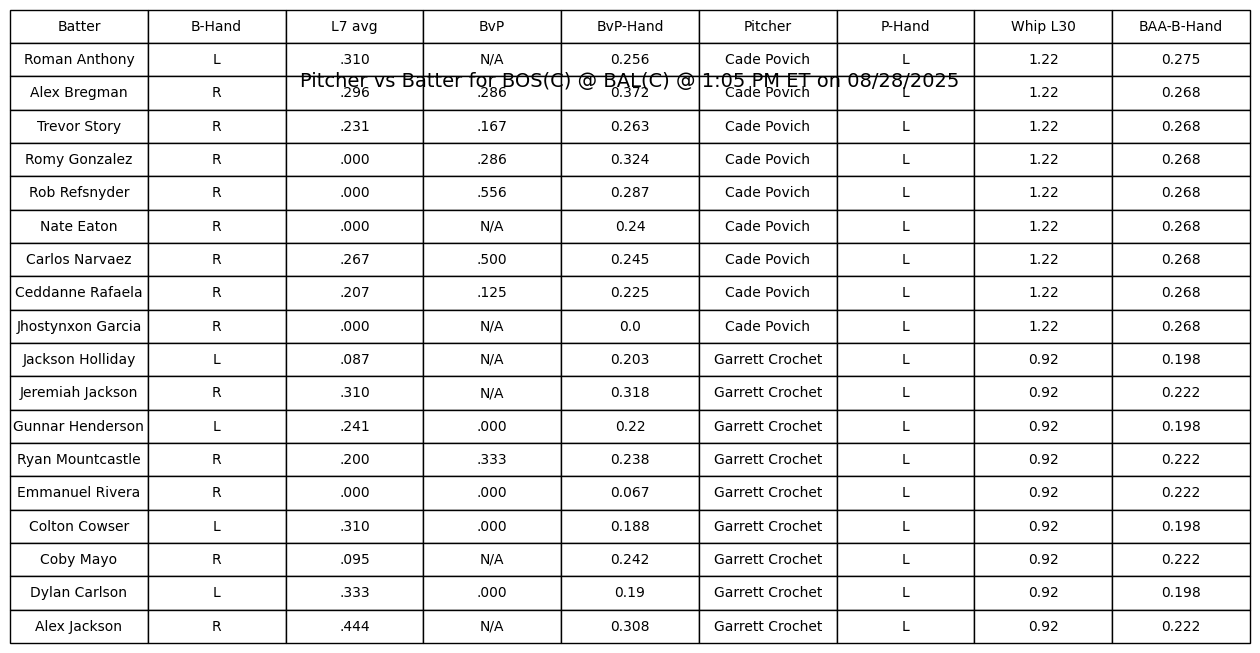 Batter B-Hand L7 avg BvP BvP-Hand Pitcher P-Hand Whip L30 BAA-B-Hand
Roman Anthony L .310 N/A 0.256 Cade Povich L 1.22 0.275
Pitcher vs Batter for BOS(C) @ BAL(C) @ 1:05 PM ET on 08/28/2025
Alex Bregman R .296 .286 0.372 Cade Povich L 1.22 0.268
Trevor Story R .231 .167 0.263 Cade Povich L 1.22 0.268
Romy Gonzalez R .000 .286 0.324 Cade Povich L 1.22 0.268
Rob Refsnyder R .000 .556 0.287 Cade Povich L 1.22 0.268
Nate Eaton R .000 N/A 0.24 Cade Povich L 1.22 0.268
Carlos Narvaez R .267 .500 0.245 Cade Povich L 1.22 0.268
Ceddanne Rafaela R .207 .125 0.225 Cade Povich L 1.22 0.268
Jhostynxon Garcia R .000 N/A 0.0 Cade Povich L 1.22 0.268
Jackson Holliday L .087 N/A 0.203 Garrett Crochet L 0.92 0.198
Jeremiah Jackson R .310 N/A 0.318 Garrett Crochet L 0.92 0.222
Gunnar Henderson L .241 .000 0.22 Garrett Crochet L 0.92 0.198
Ryan Mountcastle R .200 .333 0.238 Garrett Crochet L 0.92 0.222
Emmanuel Rivera R .000 .000 0.067 Garrett Crochet L 0.92 0.222
Colton Cowser L .310 .000 0.188 Garrett Crochet L 0.92 0.198
Coby Mayo R .095 N/A 0.242 Garrett Crochet L 0.92 0.222
Dylan Carlson L .333 .000 0.19 Garrett Crochet L 0.92 0.198
Alex Jackson R .444 N/A 0.308 Garrett Crochet L 0.92 0.222